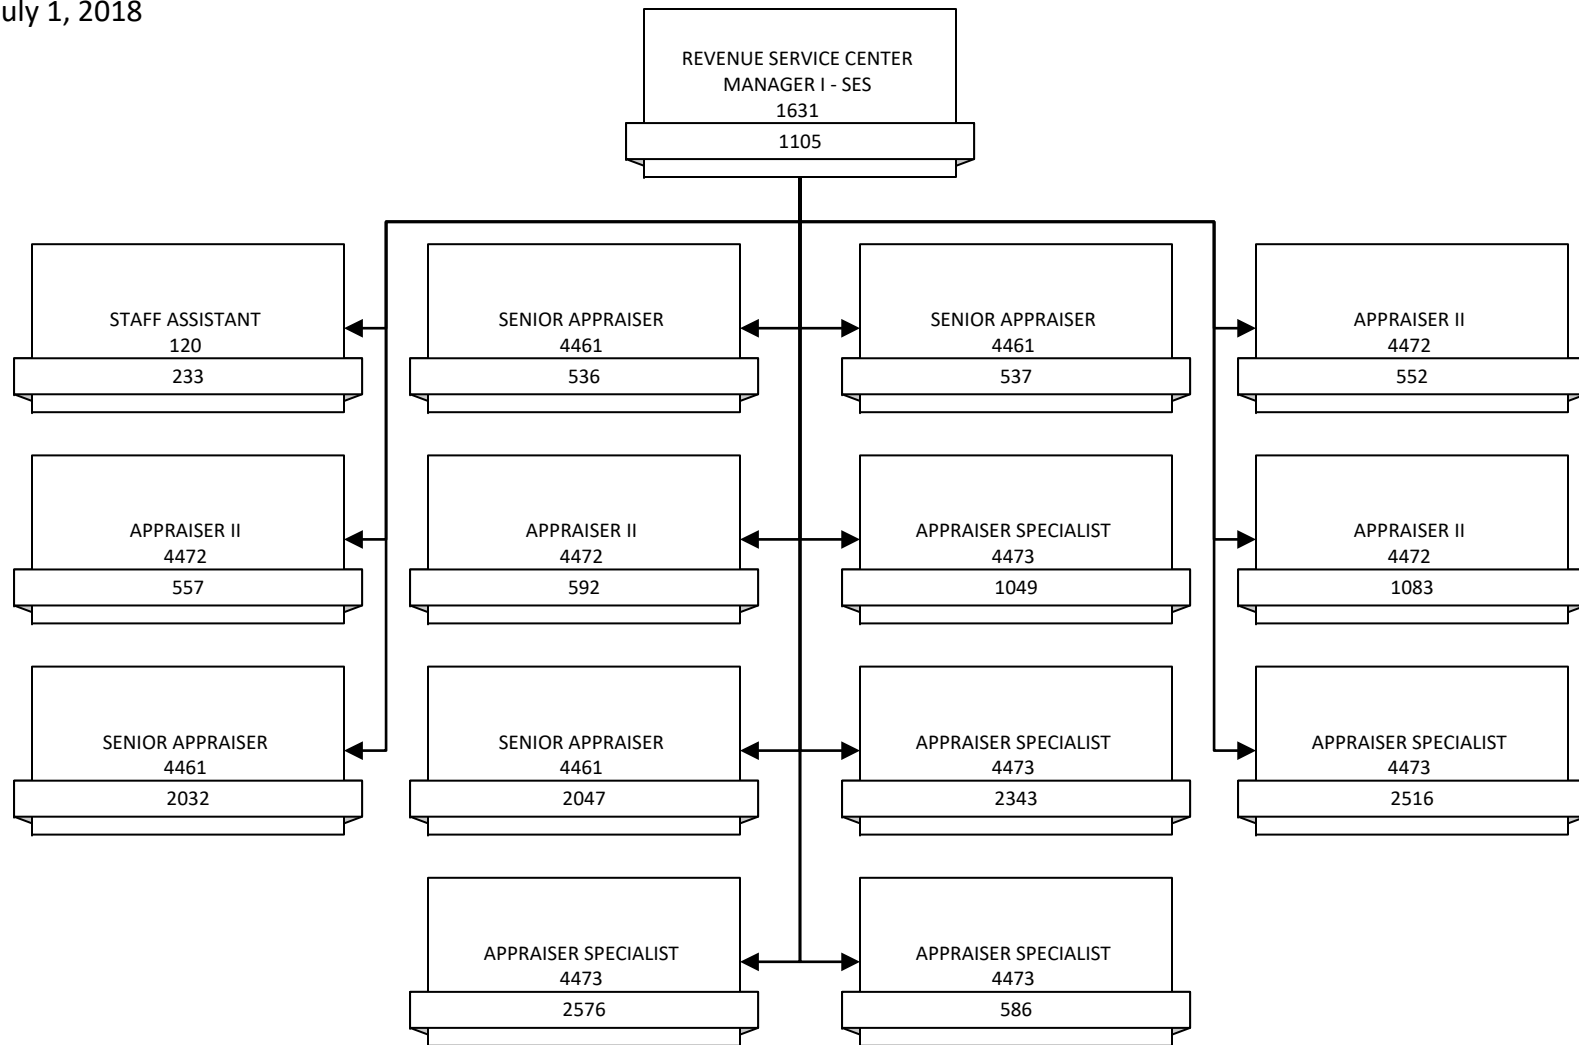 uly 1, 2018
REVENUE SERVICE CENTER
MANAGER I - SES
1631
1105
STAFF ASSISTANT
120
233
SENIOR APPRAISER
4461
536
SENIOR APPRAISER
4461
537
APPRAISER II
4472
552
APPRAISER II
4472
557
APPRAISER II
4472
592
APPRAISER SPECIALIST
4473
1049
APPRAISER II
4472
1083
SENIOR APPRAISER
4461
2032
SENIOR APPRAISER
4461
2047
APPRAISER SPECIALIST
4473
2343
APPRAISER SPECIALIST
4473
2516
APPRAISER SPECIALIST
4473
2576
APPRAISER SPECIALIST
4473
586